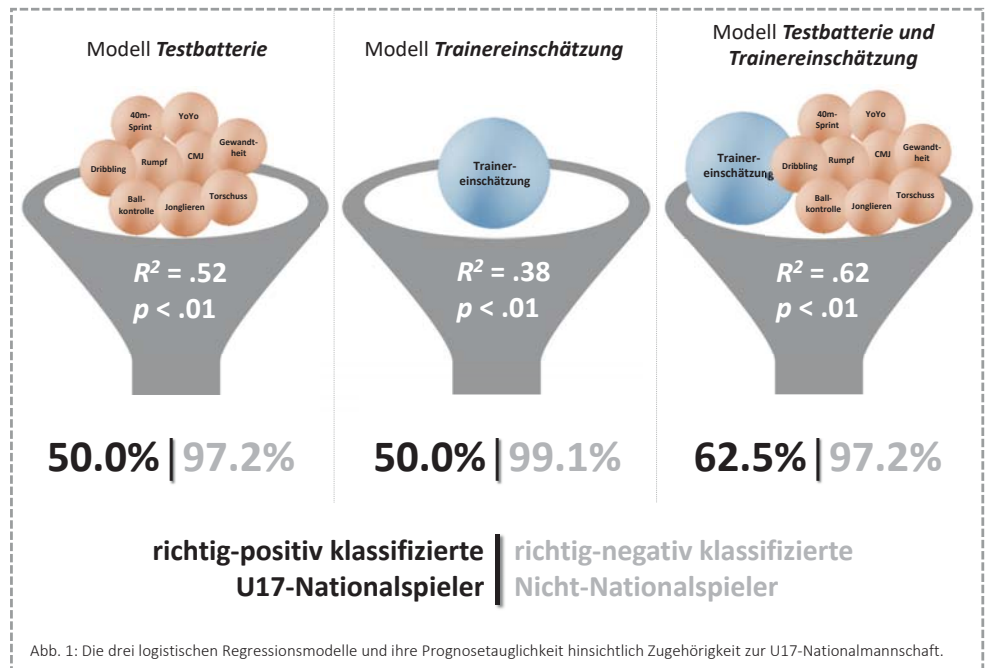 Modell Testbatterie
40m-
Sprint
YoYo
Gewandt-
heit
Dribbling
Rumpf
CMJ
Ball-
kontrolle
Jonglieren
Torschuss
R² = .52
p < .01
50.0% | 97.2%
Modell Trainereinschätzung
Trainer-
einschätzung
R² = .38
p < .01
50.0% | 99.1%
Modell Testbatterie und
Trainereinschätzung
Trainer-
einschätzung
40m-
Sprint
YoYo
Gewandt-
heit
Dribbling
Rumpf
CMJ
Ball-
kontrolle
Jonglieren
Torschuss
R² = .62
p < .01
62.5% | 97.2%
richtig-positiv klassifizierte
U17-Nationalspieler
richtig-negativ klassifizierte
Nicht-Nationalspieler
Abb. 1: Die drei logistischen Regressionsmodelle und ihre Prognosetauglichkeit hinsichtlich Zugehörigkeit zur U17-Nationalmannschaft.